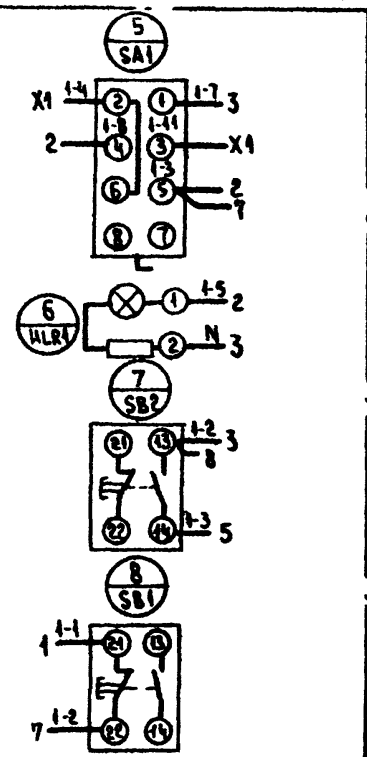 5
SA1
X1 1-4 2 1 1-7 3
1-8 1-11
2 4 3 X1
1-3
6 5 2
7
8 7
1 1-5 2
6
HLR1
2 N 3
7
SB2
21 13 1-2 3
8
22 14 1-3 5
8
SB1
1 1-1 21 13
7 1-2 22 14